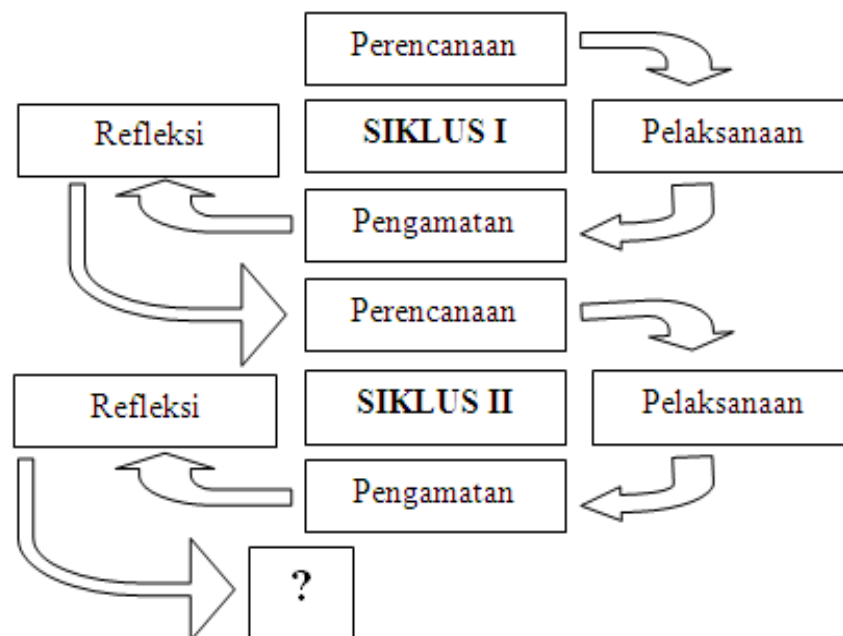 Perencanaan
Refleksi
SIKLUS I
Pelaksanaan
Pengamatan
Perencanaan
Refleksi
SIKLUS II
Pelaksanaan
Pengamatan
?